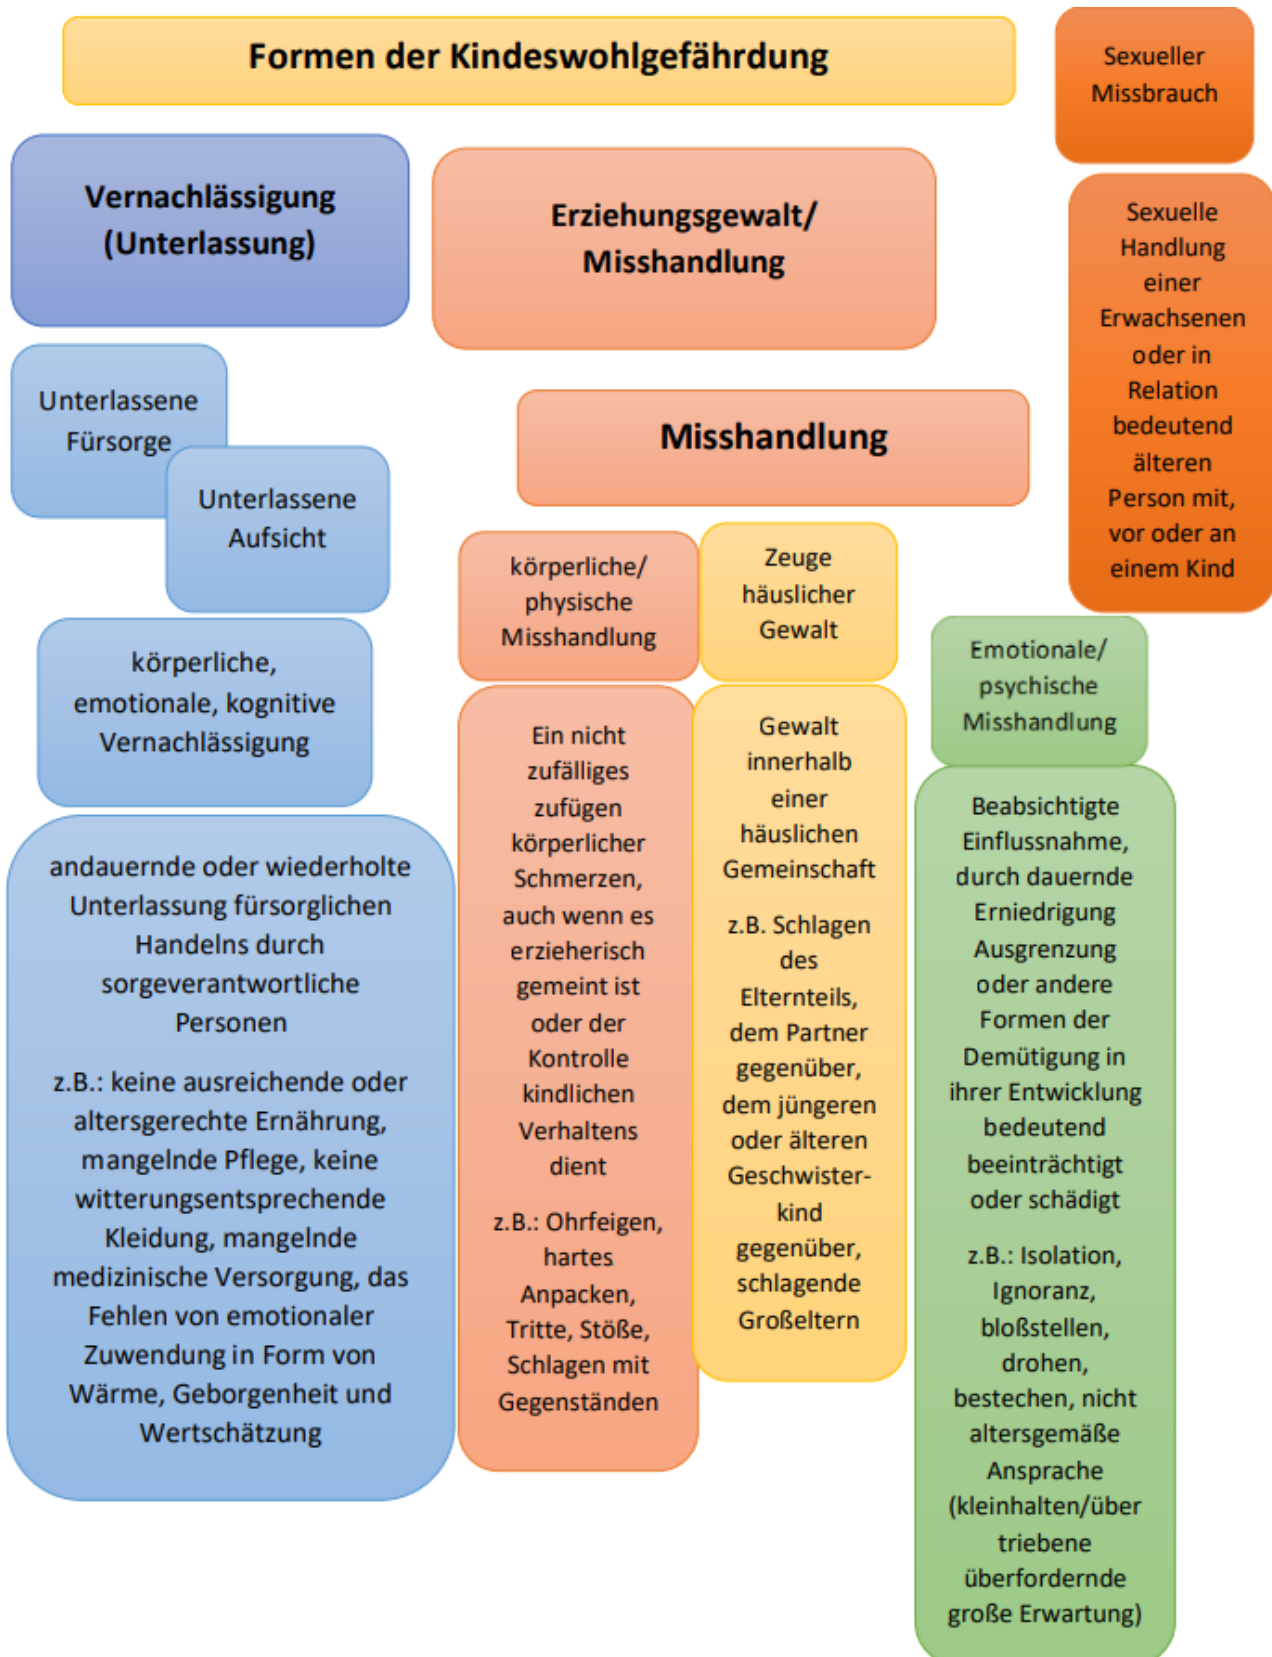 Formen der Kindeswohlgefährdung
Sexueller
Missbrauch
Vernachlässigung
(Unterlassung)
Erziehungsgewalt/
Misshandlung
Sexuelle
Handlung
einer
Erwachsenen
oder in
Relation
bedeutend
älteren
Person mit,
vor oder an
einem Kind
Unterlassene
Fürsorge
Unterlassene
Aufsicht
Misshandlung
körperliche,
emotionale, kognitive
Vernachlässigung
andauernde oder wiederholte
Unterlassung fürsorglichen
Handelns durch
sorgeverantwortliche
Personen
z.B.: keine ausreichende oder
altersgerechte Ernährung,
mangelnde Pflege, keine
witterungsentsprechende
Kleidung, mangelnde
medizinische Versorgung, das
Fehlen von emotionaler
Zuwendung in Form von
Wärme, Geborgenheit und
Wertschätzung
körperliche/
physische
Misshandlung
Ein nicht
zufälliges
zufügen
körperlicher
Schmerzen,
auch wenn es
erzieherisch
gemeint ist
oder der
Kontrolle
kindlichen
Verhaltens
dient
z.B.: Ohrfeigen,
hartes
Anpacken,
Tritte, Stöße,
Schlagen mit
Gegenständen
Zeuge
häuslicher
Gewalt
Gewalt
innerhalb
einer
häuslichen
Gemeinschaft
z.B. Schlagen
des
Elternteils,
dem Partner
gegenüber,
dem jüngeren
oder älteren
Geschwister-
kind
gegenüber,
schlagende
Großeltern
Emotionale/
psychische
Misshandlung
Beabsichtigte
Einflussnahme,
durch dauernde
Erniedrigung
Ausgrenzung
oder andere
Formen der
Demütigung in
ihrer Entwicklung
bedeutend
beeinträchtigt
oder schädigt
z.B.: Isolation,
Ignoranz,
bloßstellen,
drohen,
bestechen, nicht
altersgemäße
Ansprache
(kleinhalten/über
triebene
überfordernde
große Erwartung)